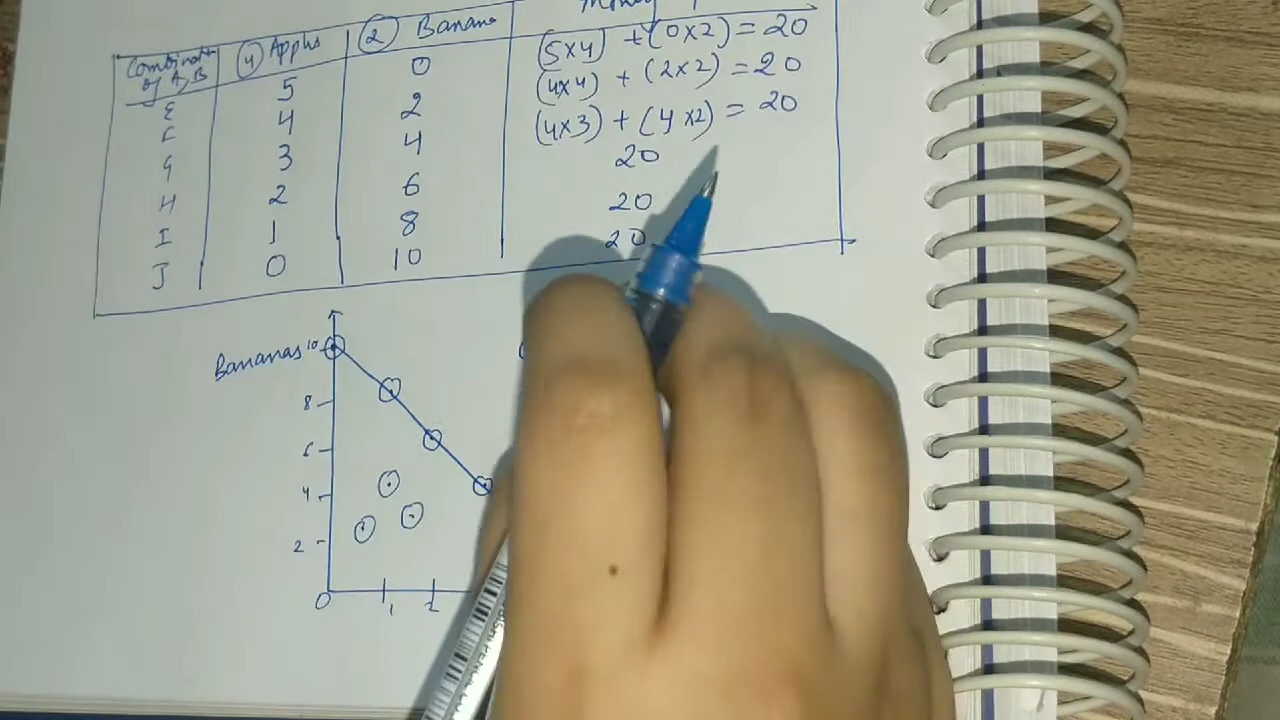 Combination of A, B (4) Apples (2) Banana
E 5 0 (5x4) + (0x2) = 20
F 4 2 (4x4) + (2x2) = 20
G 3 4 (4x3) + (4x2) = 20
H 2 6 20
I 1 8 20
J 0 10 20
Bananas 10
8
6
4
2
0 1 2